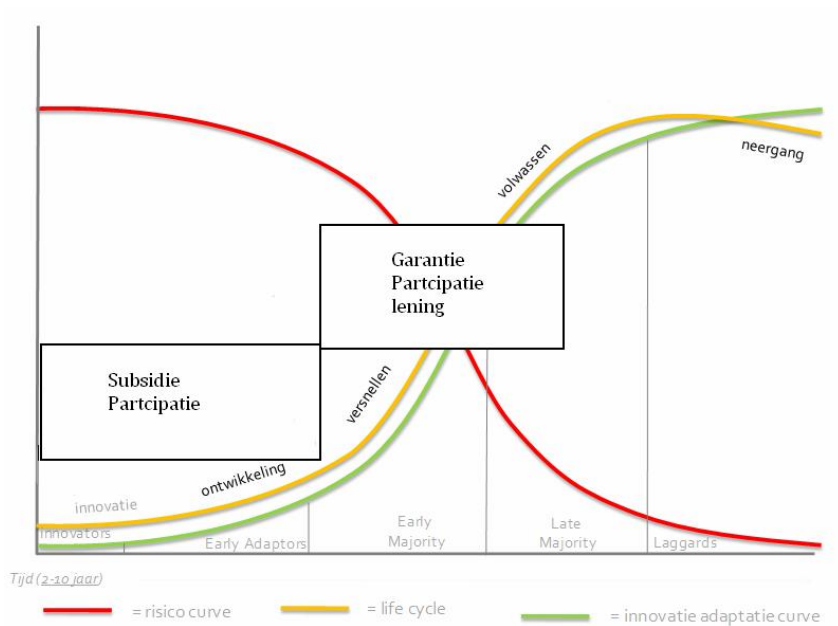 volwassen
neergang
Garantie
Partcipatie
lening
Subsidie
Partcipatie
versnellen
ontwikkeling
innovatie
Innovators
Early Adaptors
Early
Majority
Late
Majority
Laggards
Tijd (2-10 jaar)
= risico curve
= life cycle
= innovatie adaptatie curve